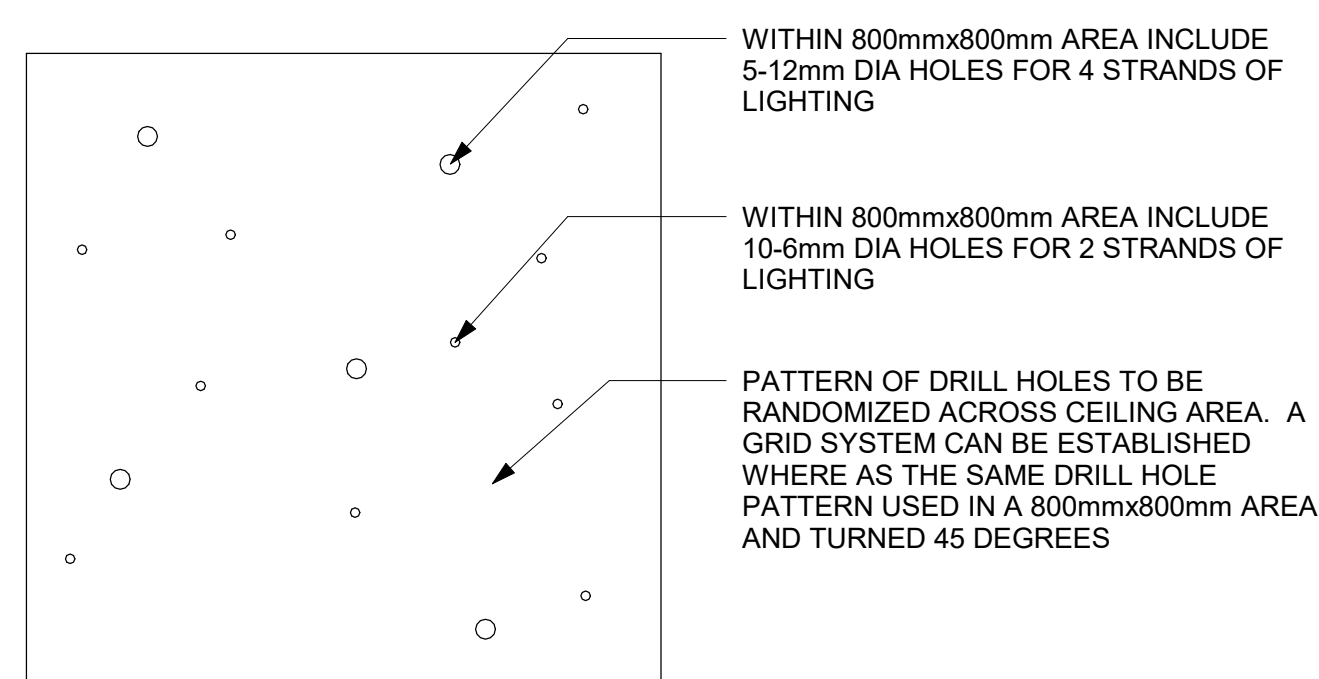 WITHIN 800mmx800mm AREA INCLUDE
5-12mm DIA HOLES FOR 4 STRANDS OF
LIGHTING
WITHIN 800mmx800mm AREA INCLUDE
10-6mm DIA HOLES FOR 2 STRANDS OF
LIGHTING
PATTERN OF DRILL HOLES TO BE
RANDOMIZED ACROSS CEILING AREA.  A
GRID SYSTEM CAN BE ESTABLISHED
WHERE AS THE SAME DRILL HOLE
PATTERN USED IN A 800mmx800mm AREA
AND TURNED 45 DEGREES